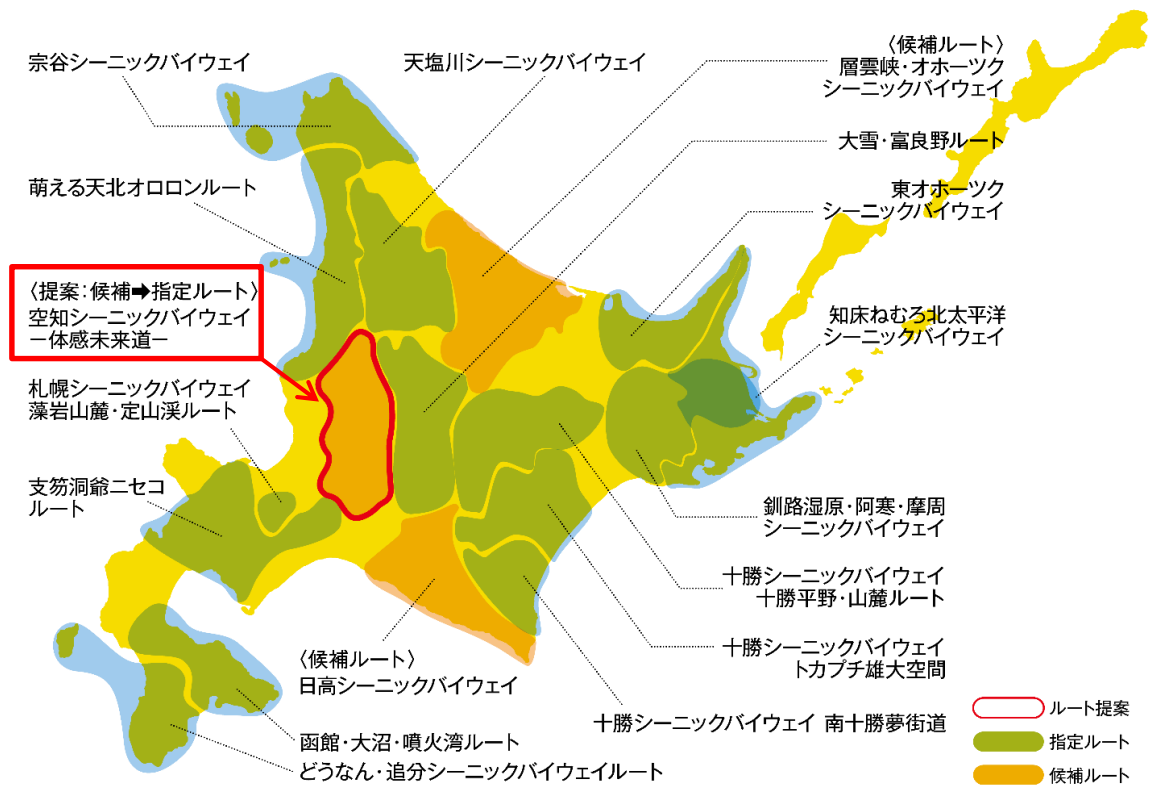 宗谷シーニックバイウェイ
天塩川シーニックバイウェイ
〈候補ルート〉
層雲峡・オホーツク
シーニックバイウェイ
大雪・富良野ルート
東オホーツク
シーニックバイウェイ
萌える天北オロロンルート
〈提案：候補➡指定ルート〉
空知シーニックバイウェイ
－体感未来道－
知床ねむろ北太平洋
シーニックバイウェイ
札幌シーニックバイウェイ
藻岩山麓・定山渓ルート
支笏洞爺ニセコ
ルート
釧路湿原・阿寒・摩周
シーニックバイウェイ
十勝シーニックバイウェイ
十勝平野・山麓ルート
十勝シーニックバイウェイ
トカプチ雄大空間
〈候補ルート〉
日高シーニックバイウェイ
十勝シーニックバイウェイ 南十勝夢街道
函館・大沼・噴火湾ルート
どうなん・追分シーニックバイウェイルート
ルート提案
指定ルート
候補ルート